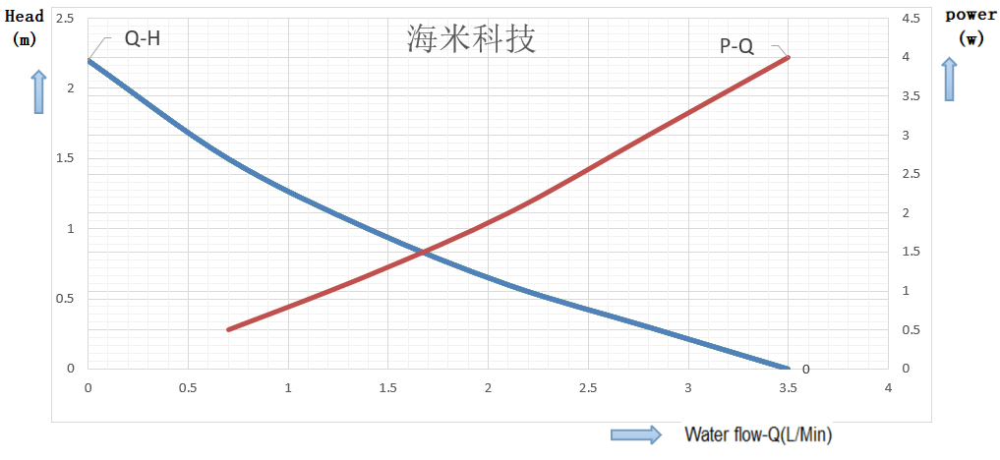 Head
(m)
power
(w)
海米科技
Q-H
P-Q
2.5
2
1.5
1
0.5
0
4.5
4
3.5
3
2.5
2
1.5
1
0.5
0
0
0 0.5 1 1.5 2 2.5 3 3.5 4
Water flow-Q(L/Min)